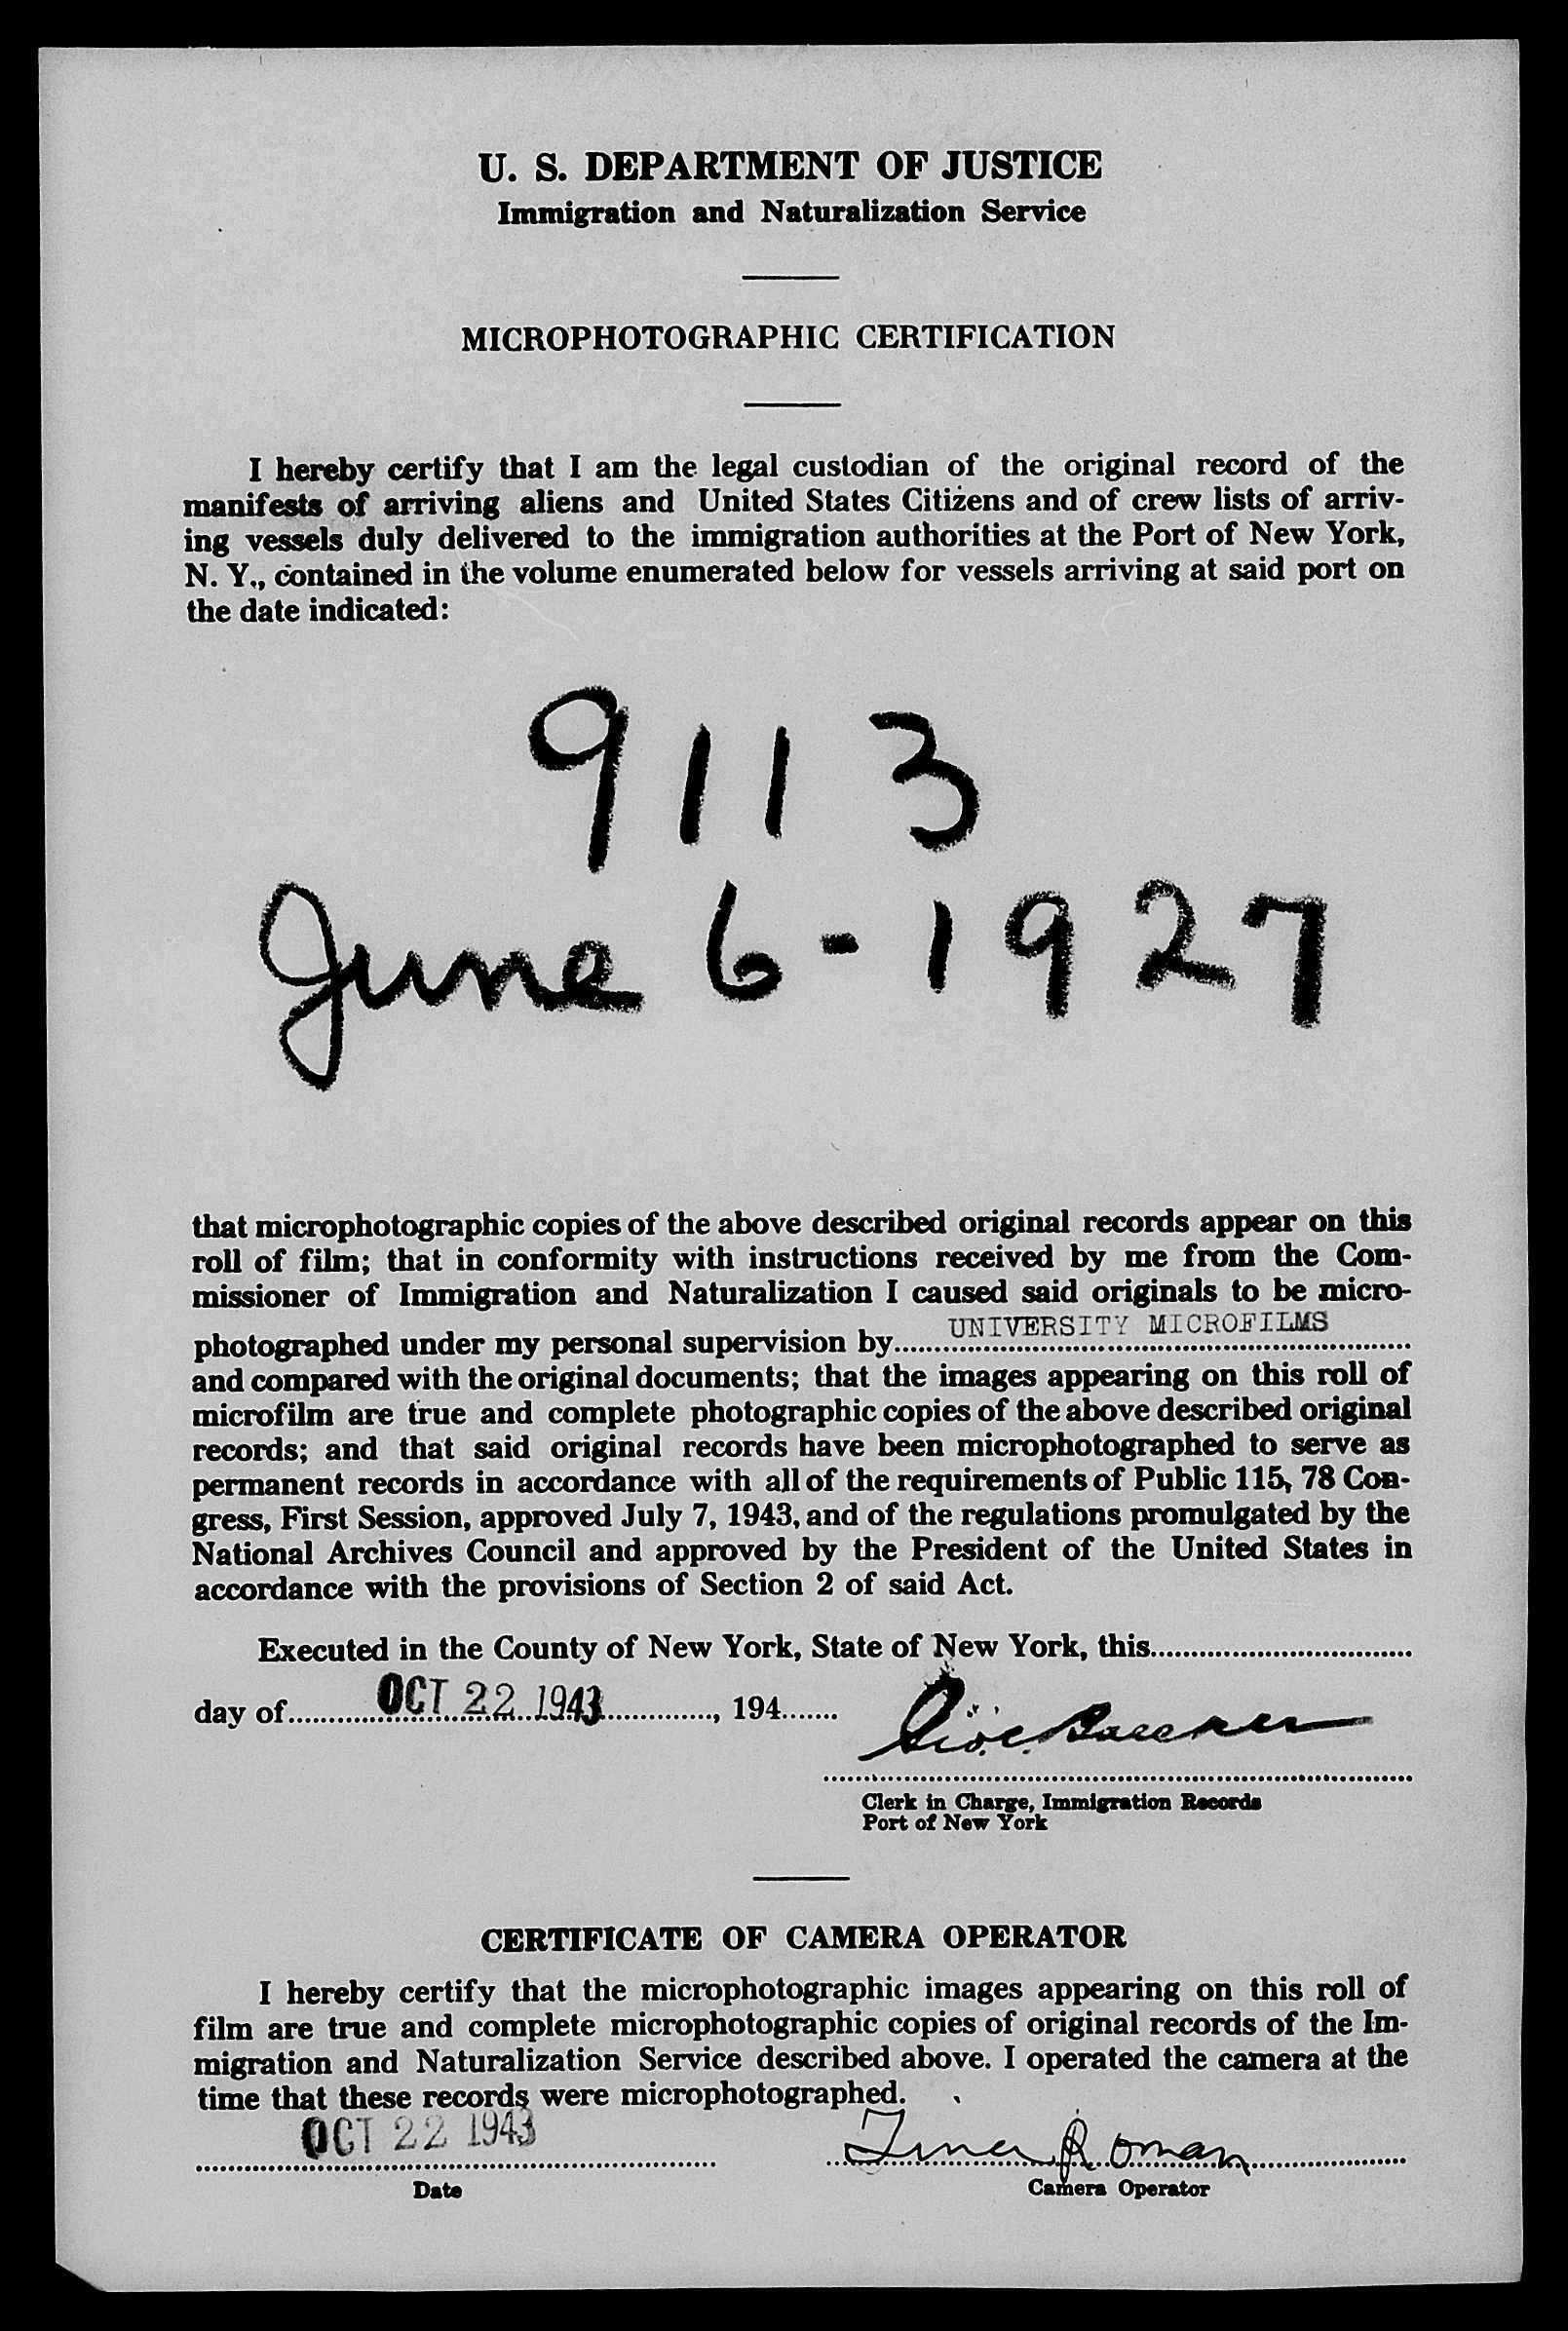 U. S. DEPARTMENT OF JUSTICE
Immigration and Naturalization Service
MICROPHOTOGRAPHIC CERTIFICATION
I hereby certify that I am the legal custodian of the original record of the
manifests of arriving aliens and United States Citizens and of crew lists of arriv-
ing vessels duly delivered to the immigration authorities at the Port of New York,
N. Y., contained in the volume enumerated below for vessels arriving at said port on
the date indicated:
9113
June 6-1927
that microphotographic copies of the above described original records appear on this
roll of film; that in conformity with instructions received by me from the Com-
missioner of Immigration and Naturalization I caused said originals to be micro-
photographed under my personal supervision by UNIVERSITY MICROFILMS
and compared with the original documents; that the images appearing on this roll of
microfilm are true and complete photographic copies of the above described original
records; and that said original records have been microphotographed to serve as
permanent records in accordance with all of the requirements of Public 115, 78 Con-
gress, First Session, approved July 7, 1943, and of the regulations promulgated by the
National Archives Council and approved by the President of the United States in
accordance with the provisions of Section 2 of said Act.
Executed in the County of New York, State of New York, this
day of OCT 22 1943, 194
Clerk in Charge, Immigration Records
Port of New York
CERTIFICATE OF CAMERA OPERATOR
I hereby certify that the microphotographic images appearing on this roll of
film are true and complete microphotographic copies of original records of the Im-
migration and Naturalization Service described above. I operated the camera at the
time that these records were microphotographed.
OCT 22 1943 Roman
Date Camera Operator